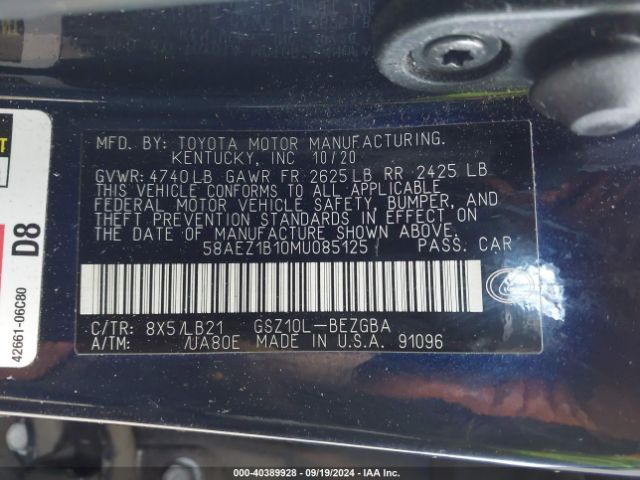 MFD. BY: TOYOTA MOTOR MANUFACTURING.
KENTUCKY, INC 10/20
GVWR: 4740LB GAWR FR 2625LB RR 2425 LB
THIS VEHICLE CONFORMS TO ALL APPLICABLE
FEDERAL MOTOR VEHICLE SAFETY, BUMPER, AND
THEFT PREVENTION STANDARDS IN EFFECT ON
THE DATE OF MANUFACTURE SHOWN ABOVE.
58AEZ1B10MU085125 PASS. CAR
C/TR: 8X5/LB21 GSZ10L-BEZGBA
A/TM: /UA80E MADE IN U.S.A. 91096
D8
42661-06C80
000-40389928 - 09/19/2024 - IAA Inc.